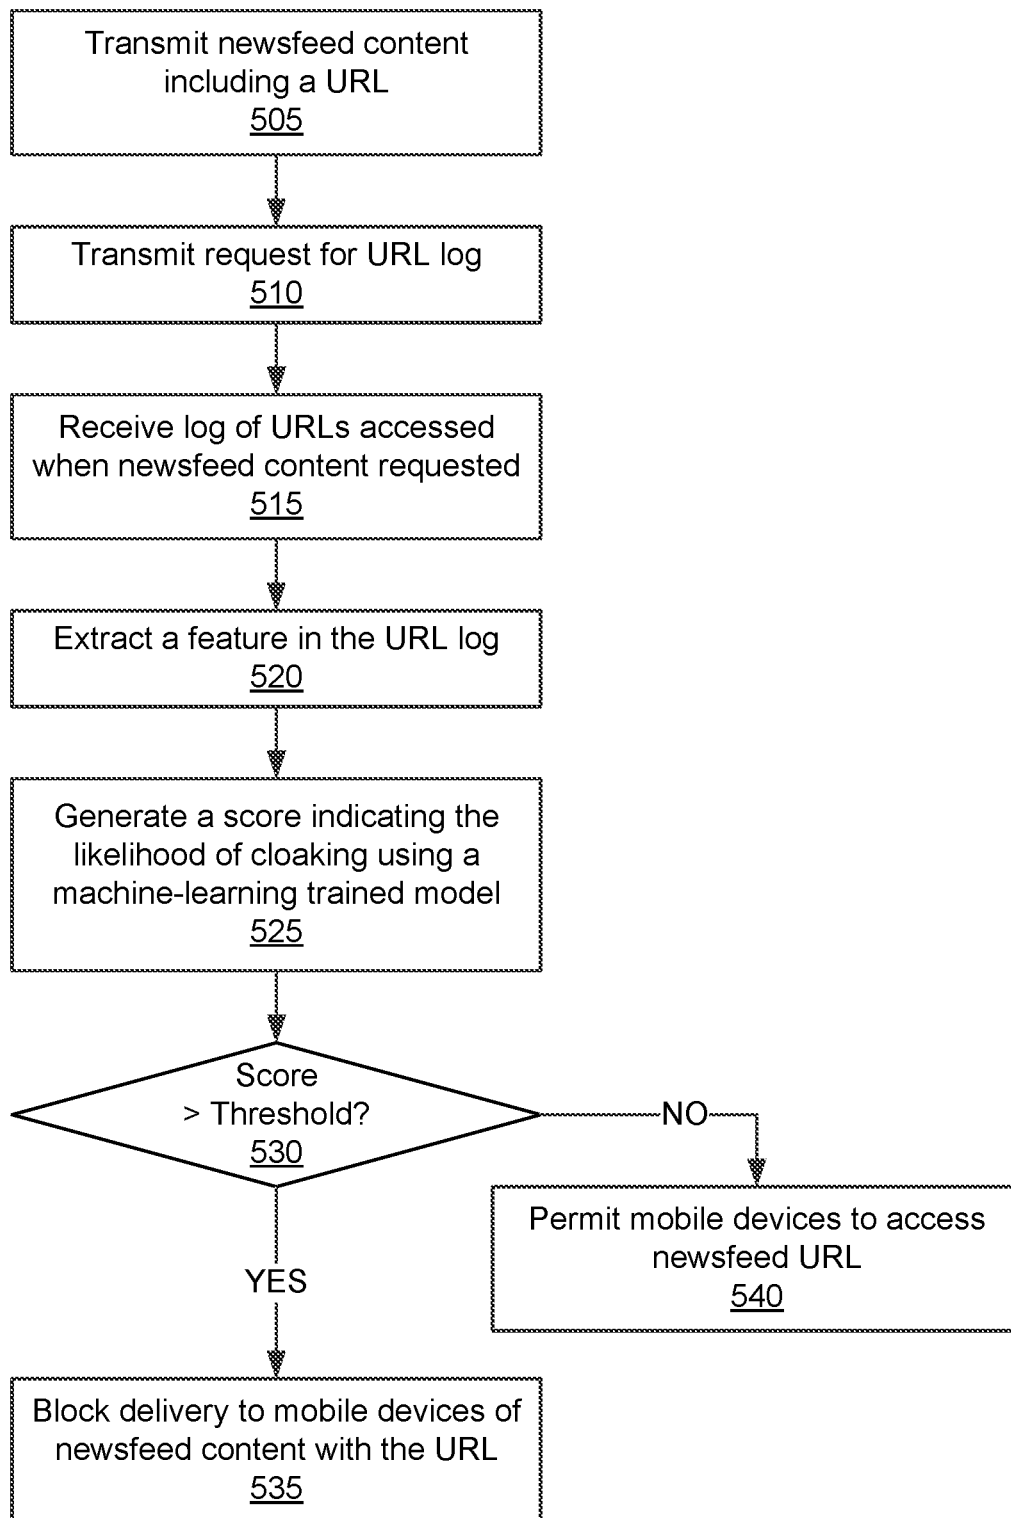 Transmit newsfeed content
including a URL
505
Transmit request for URL log
510
Receive log of URLs accessed
when newsfeed content requested
515
Extract a feature in the URL log
520
Generate a score indicating the
likelihood of cloaking using a
machine-learning trained model
525
Score
> Threshold?
530
NO
Permit mobile devices to access
newsfeed URL
540
YES
Block delivery to mobile devices of
newsfeed content with the URL
535